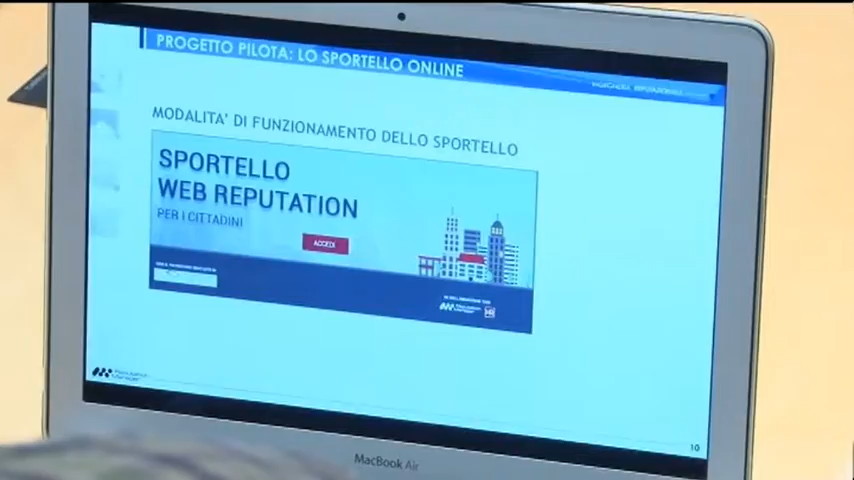 PROGETTO PILOTA: LO SPORTELLO ONLINE
MODALITA' DI FUNZIONAMENTO DELLO SPORTELLO
SPORTELLO
WEB REPUTATION
PER I CITTADINI
ACCEDI
10
MacBook Air